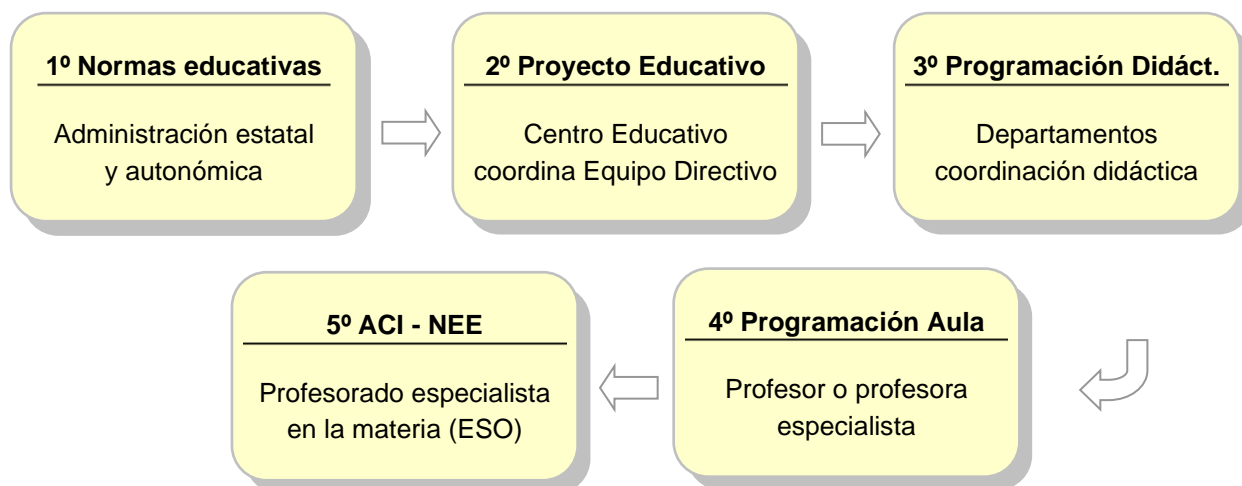 1º Normas educativas
Administración estatal
y autonómica
2º Proyecto Educativo
Centro Educativo
coordina Equipo Directivo
3º Programación Didáct.
Departamentos
coordinación didáctica
4º Programación Aula
Profesor o profesora
especialista
5º ACI - NEE
Profesorado especialista
en la materia (ESO)